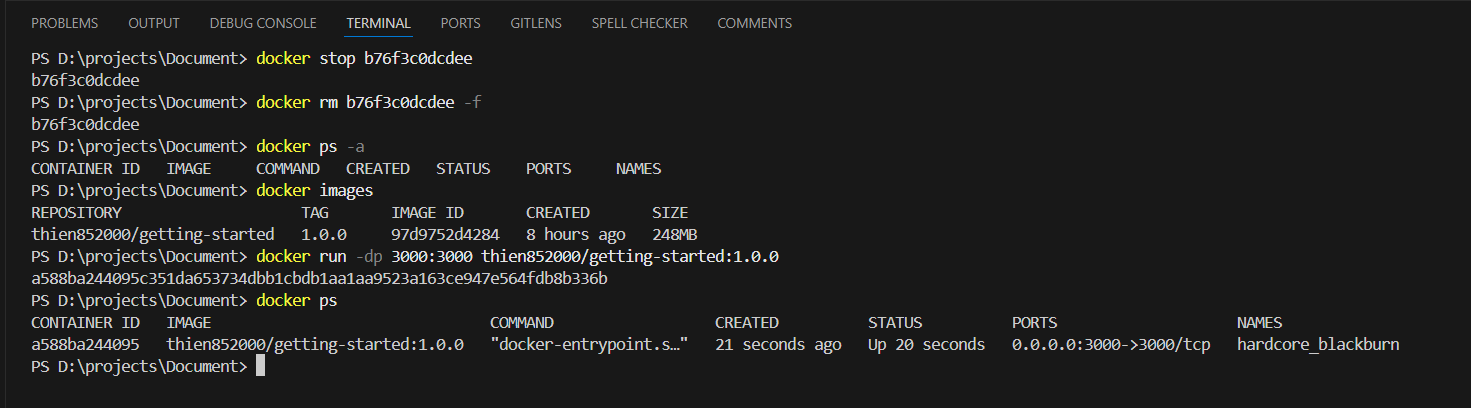 PROBLEMS OUTPUT DEBUG CONSOLE TERMINAL PORTS GITLENS SPELL CHECKER COMMENTS
PS D:\projects\Document> docker stop b76f3c0dcdee
b76f3c0dcdee
PS D:\projects\Document> docker rm b76f3c0dcdee -f
b76f3c0dcdee
PS D:\projects\Document> docker ps -a
CONTAINER ID   IMAGE     COMMAND   CREATED   STATUS    PORTS     NAMES
PS D:\projects\Document> docker images
REPOSITORY                    TAG       IMAGE ID       CREATED       SIZE
thien852000/getting-started   1.0.0     97d9752d4284   8 hours ago   248MB
PS D:\projects\Document> docker run -dp 3000:3000 thien852000/getting-started:1.0.0
a588ba244095c351da653734dbb1cbdb1aa1aa9523a163ce947e564fdb8b336b
PS D:\projects\Document> docker ps
CONTAINER ID   IMAGE                               COMMAND                  CREATED          STATUS          PORTS                    NAMES
a588ba244095   thien852000/getting-started:1.0.0   "docker-entrypoint.s…"   21 seconds ago   Up 20 seconds   0.0.0.0:3000->3000/tcp   hardcore_blackburn
PS D:\projects\Document>